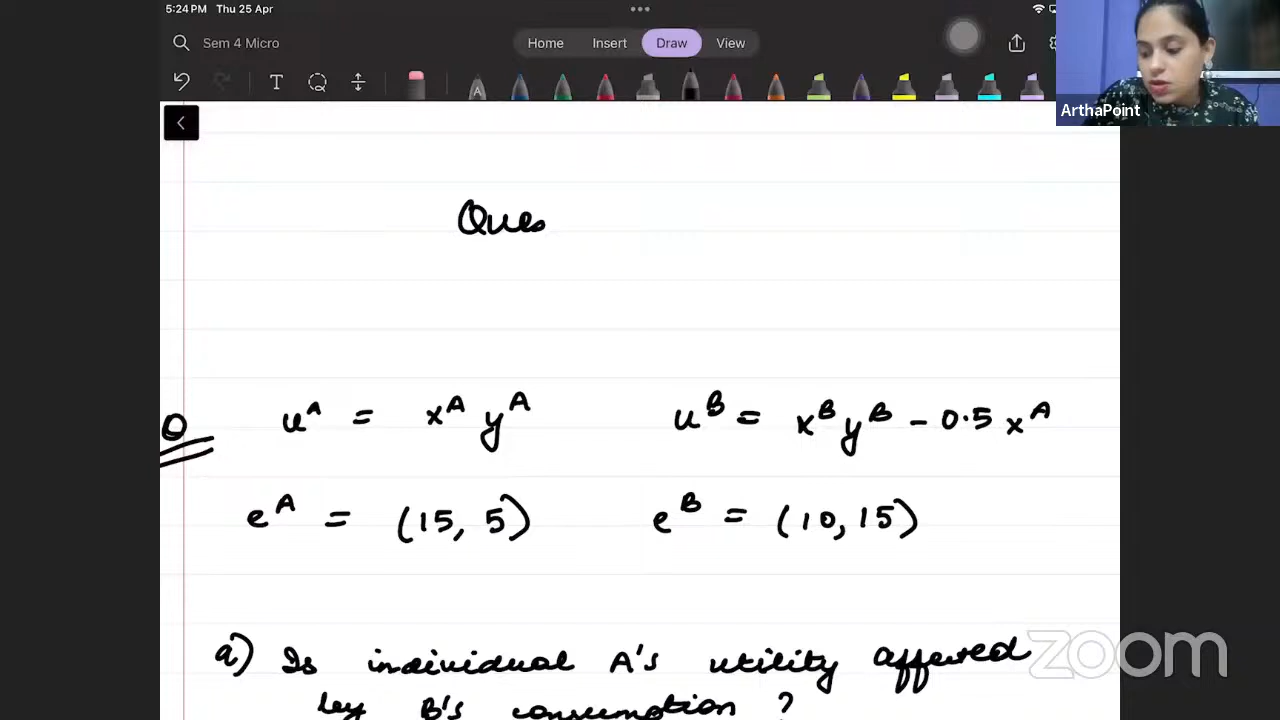 5:24 PM Thu 25 Apr
Sem 4 Micro
Home Insert Draw View
T
A
ArthaPoint
Ques
Q u^A = x^A y^A u^B = x^B y^B - 0.5 x^A
e^A = (15, 5) e^B = (10, 15)
a) Is individual A's utility affected
by B's consumption ?
zoom